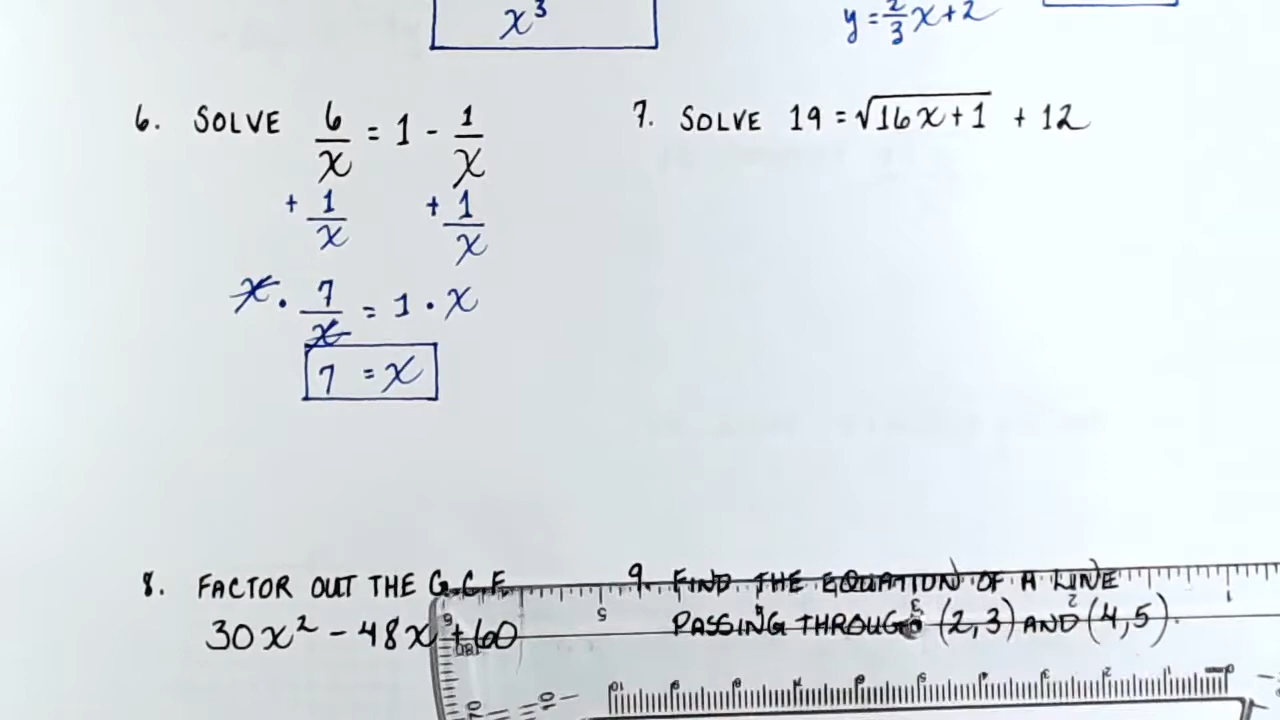 x³
y = 2/3 x + 2
6. SOLVE 6/x = 1 - 1/x
+ 1/x + 1/x
x · 7/x = 1 · x
7 = x
7. SOLVE 19 = √(16x + 1) + 12
8. FACTOR OUT THE G.C.F.
30x² - 48x + 60
9. FIND THE EQUATION OF A LINE
PASSING THROUGH (2,3) AND (4,5).